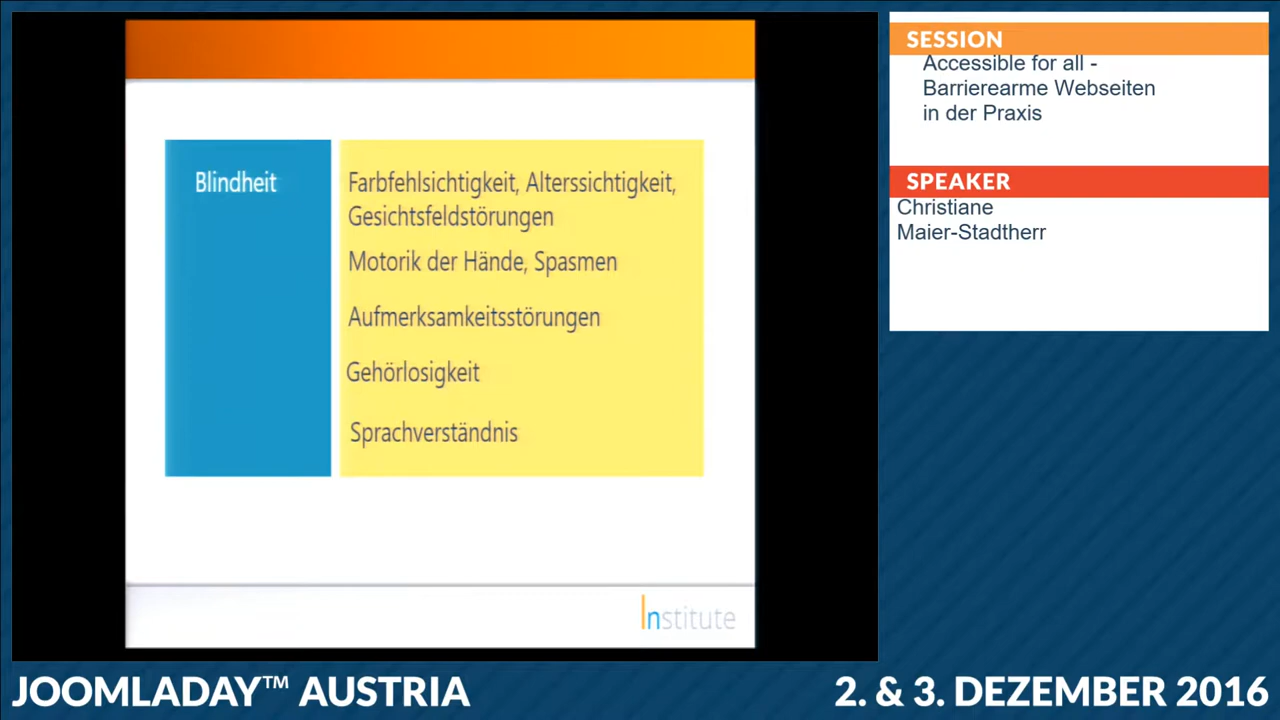 Blindheit
Farbfehlsichtigkeit, Alterssichtigkeit,
Gesichtsfeldstörungen
Motorik der Hände, Spasmen
Aufmerksamkeitsstörungen
Gehörlosigkeit
Sprachverständnis
Institute
SESSION
Accessible for all -
Barrierearme Webseiten
in der Praxis
SPEAKER
Christiane
Maier-Stadtherr
JOOMLADAY™ AUSTRIA
2. & 3. DEZEMBER 2016